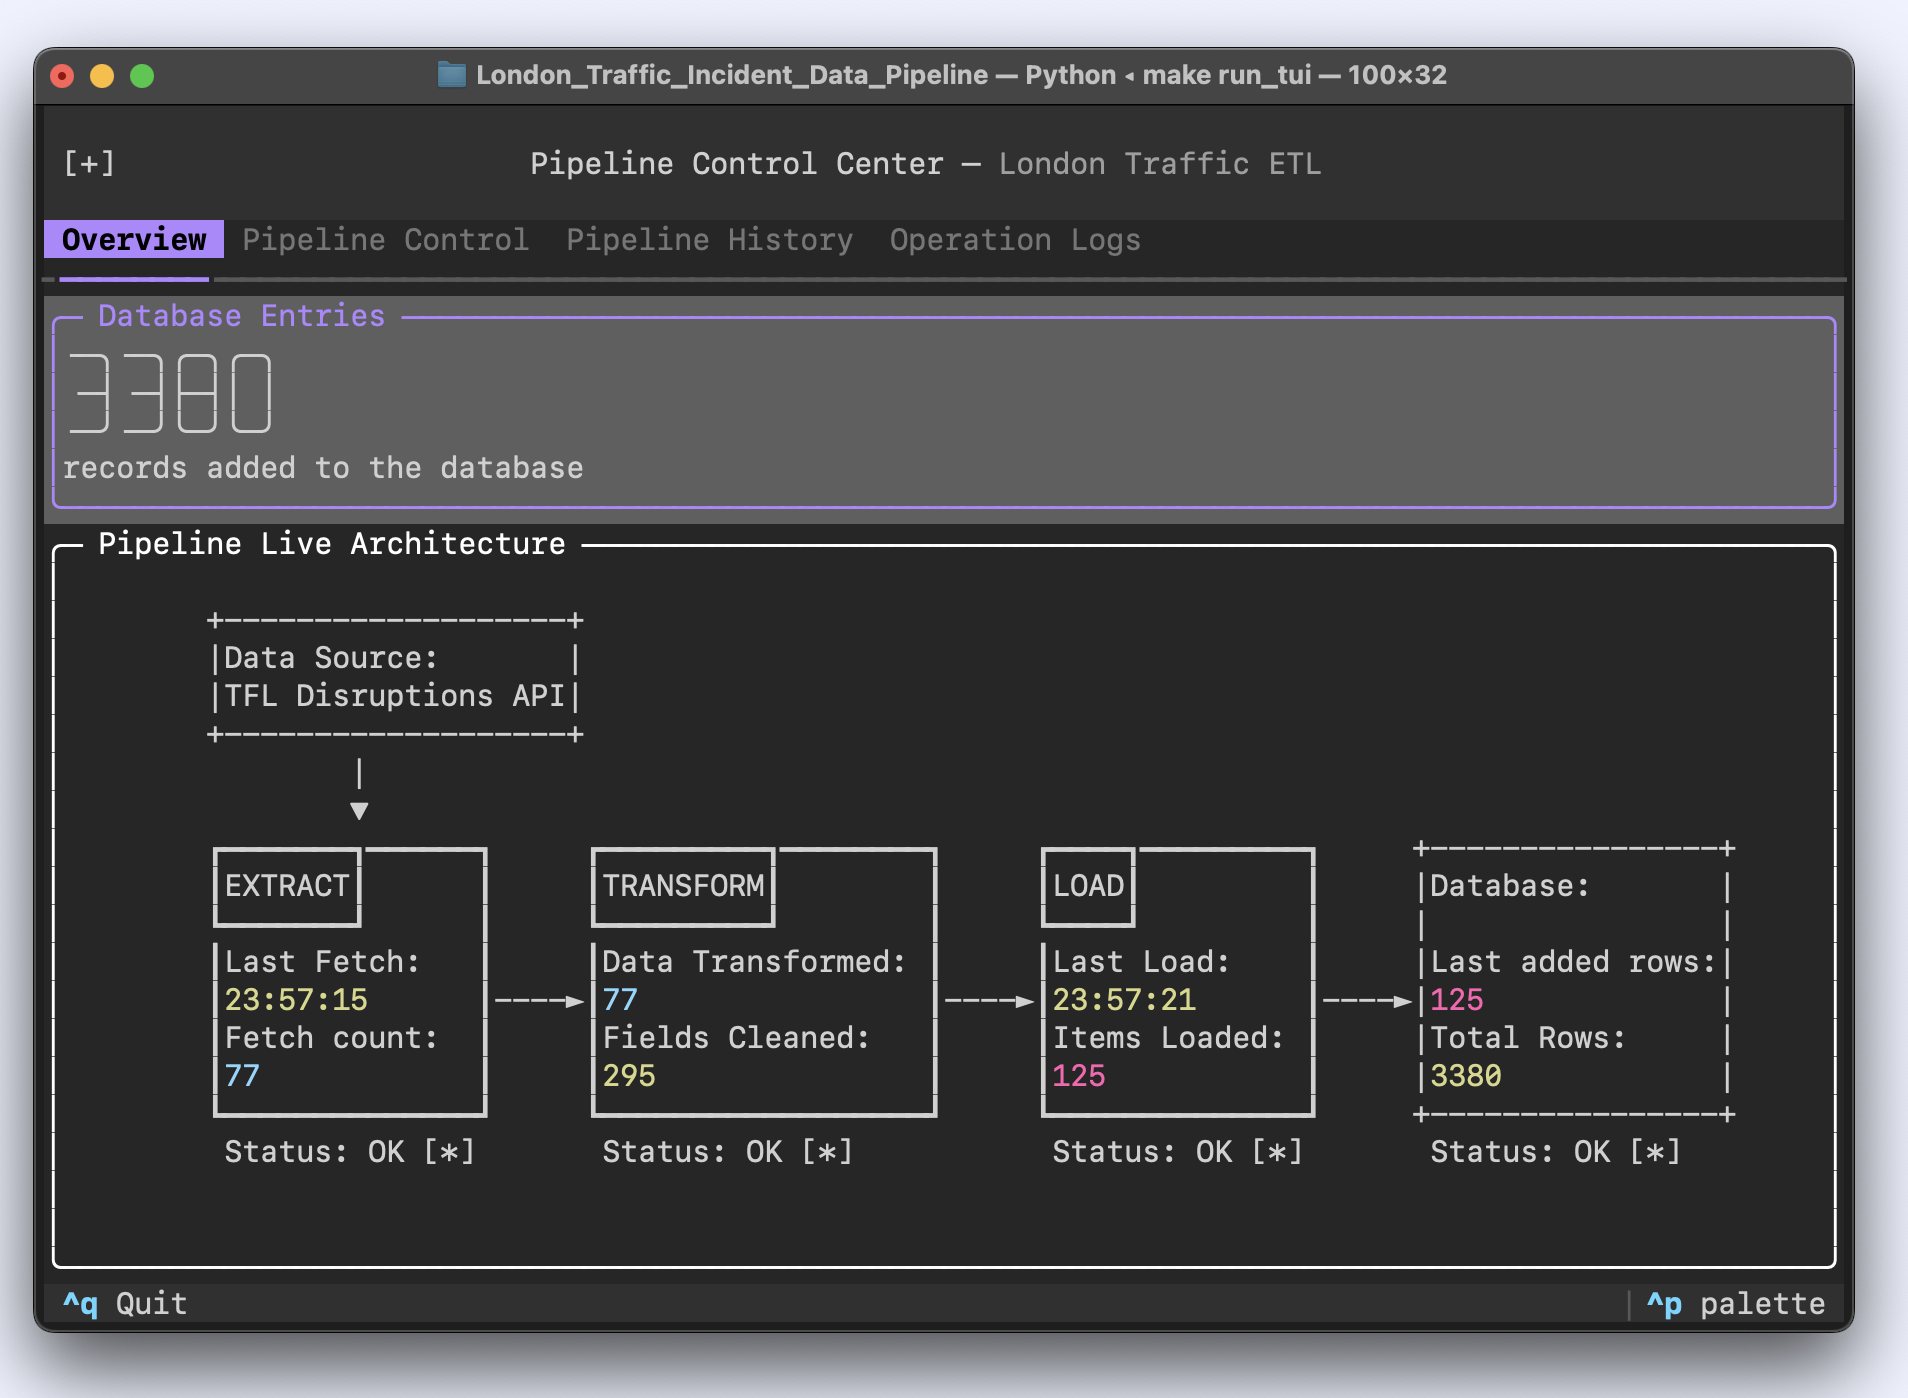 London_Traffic_Incident_Data_Pipeline — Python ◂ make run_tui — 100×32
[+]
Pipeline Control Center — London Traffic ETL
Overview Pipeline Control Pipeline History Operation Logs
Database Entries
3380
records added to the database
Pipeline Live Architecture
Data Source:
TFL Disruptions API
EXTRACT
Last Fetch:
23:57:15
Fetch count:
77
Status: OK [*]
TRANSFORM
Data Transformed:
77
Fields Cleaned:
295
Status: OK [*]
LOAD
Last Load:
23:57:21
Items Loaded:
125
Status: OK [*]
Database:
Last added rows:
125
Total Rows:
3380
Status: OK [*]
^q Quit
^p palette